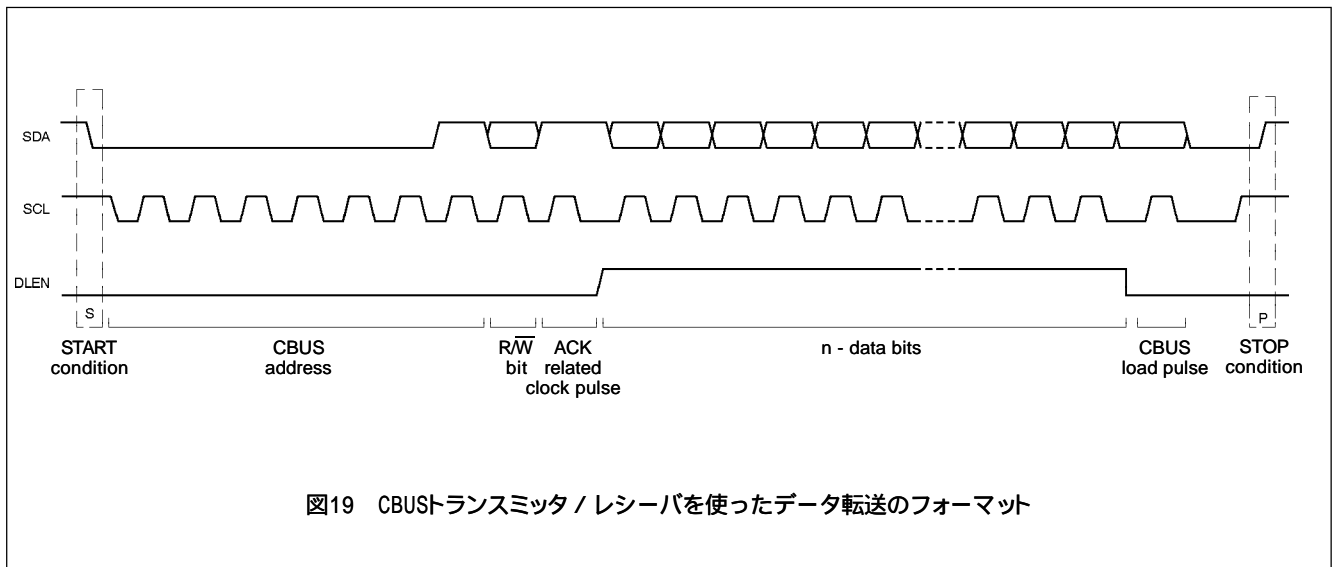 SDA
SCL
DLEN
S
P
START
condition
CBUS
address
R/W̅
bit
ACK
related
clock pulse
n - data bits
CBUS
load pulse
STOP
condition
図19 CBUSトランスミッタ / レシーバを使ったデータ転送のフォーマット